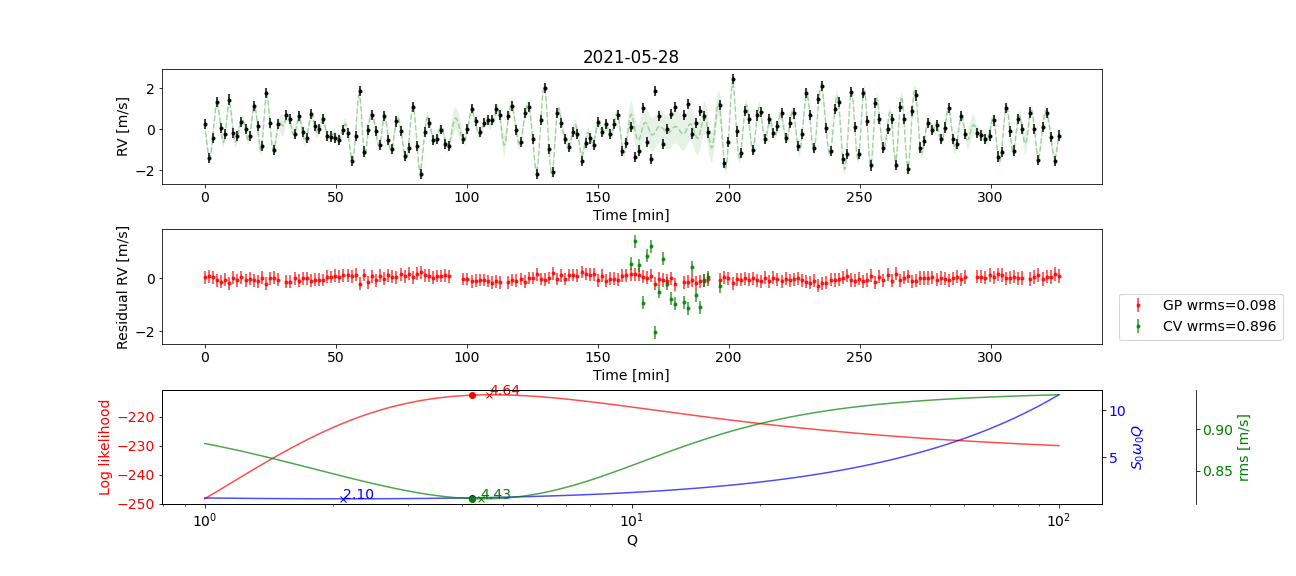 2021-05-28
RV [m/s]
2
0
−2
0 50 100 150 200 250 300
Time [min]
Residual RV [m/s]
0
−2
0 50 100 150 200 250 300
Time [min]
GP wrms=0.098
CV wrms=0.896
Log likelihood
−220
−230
−240
−250
4.64
2.10
4.43
10
5
S₀ω₀Q
0.90
0.85
rms [m/s]
10⁰ 10¹ 10²
Q